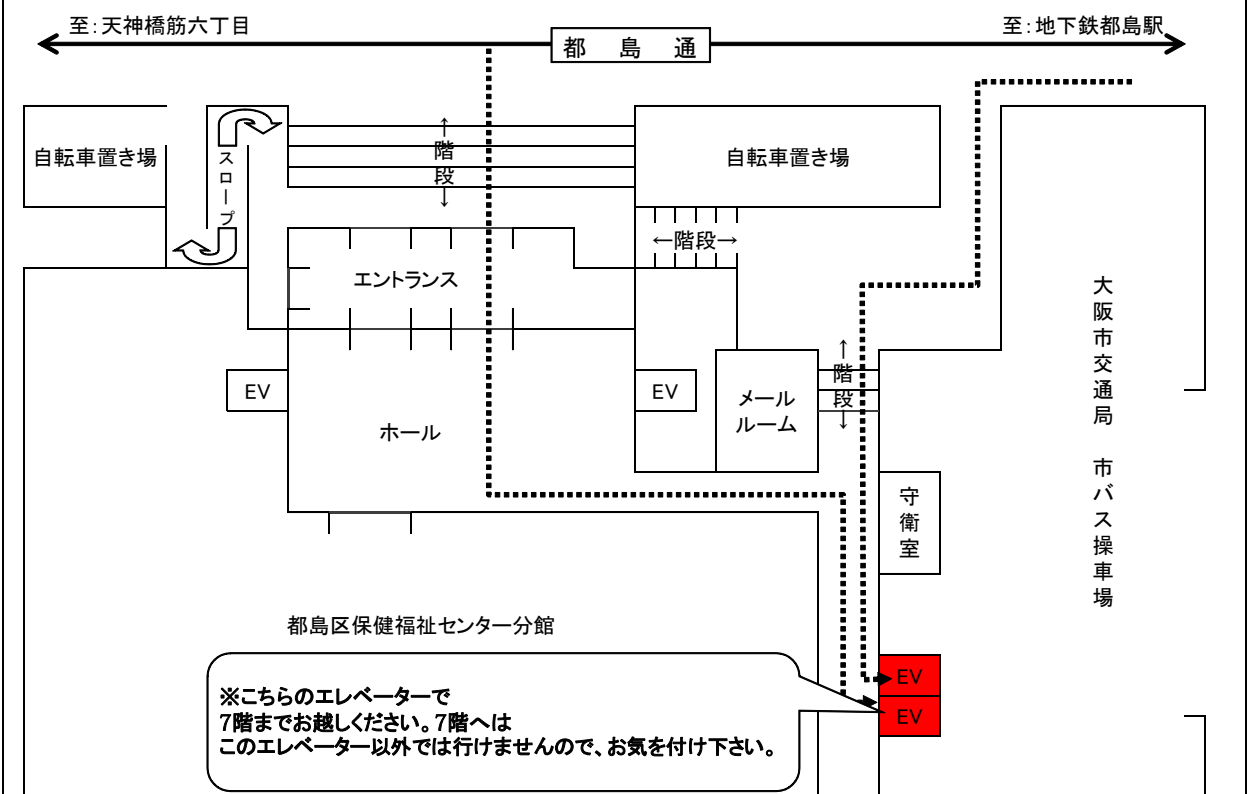 至：天神橋筋六丁目
至：地下鉄都島駅
都　島　通
自転車置き場
スロープ
↑階段↓
自転車置き場
←階段→
エントランス
EV
ホール
EV
メール
ルーム
↑階段↓
守衛室
大阪市交通局　市バス操車場
都島区保健福祉センター分館
※こちらのエレベーターで
7階までお越しください。7階へは
このエレベーター以外では行けませんので、お気を付け下さい。
EV
EV